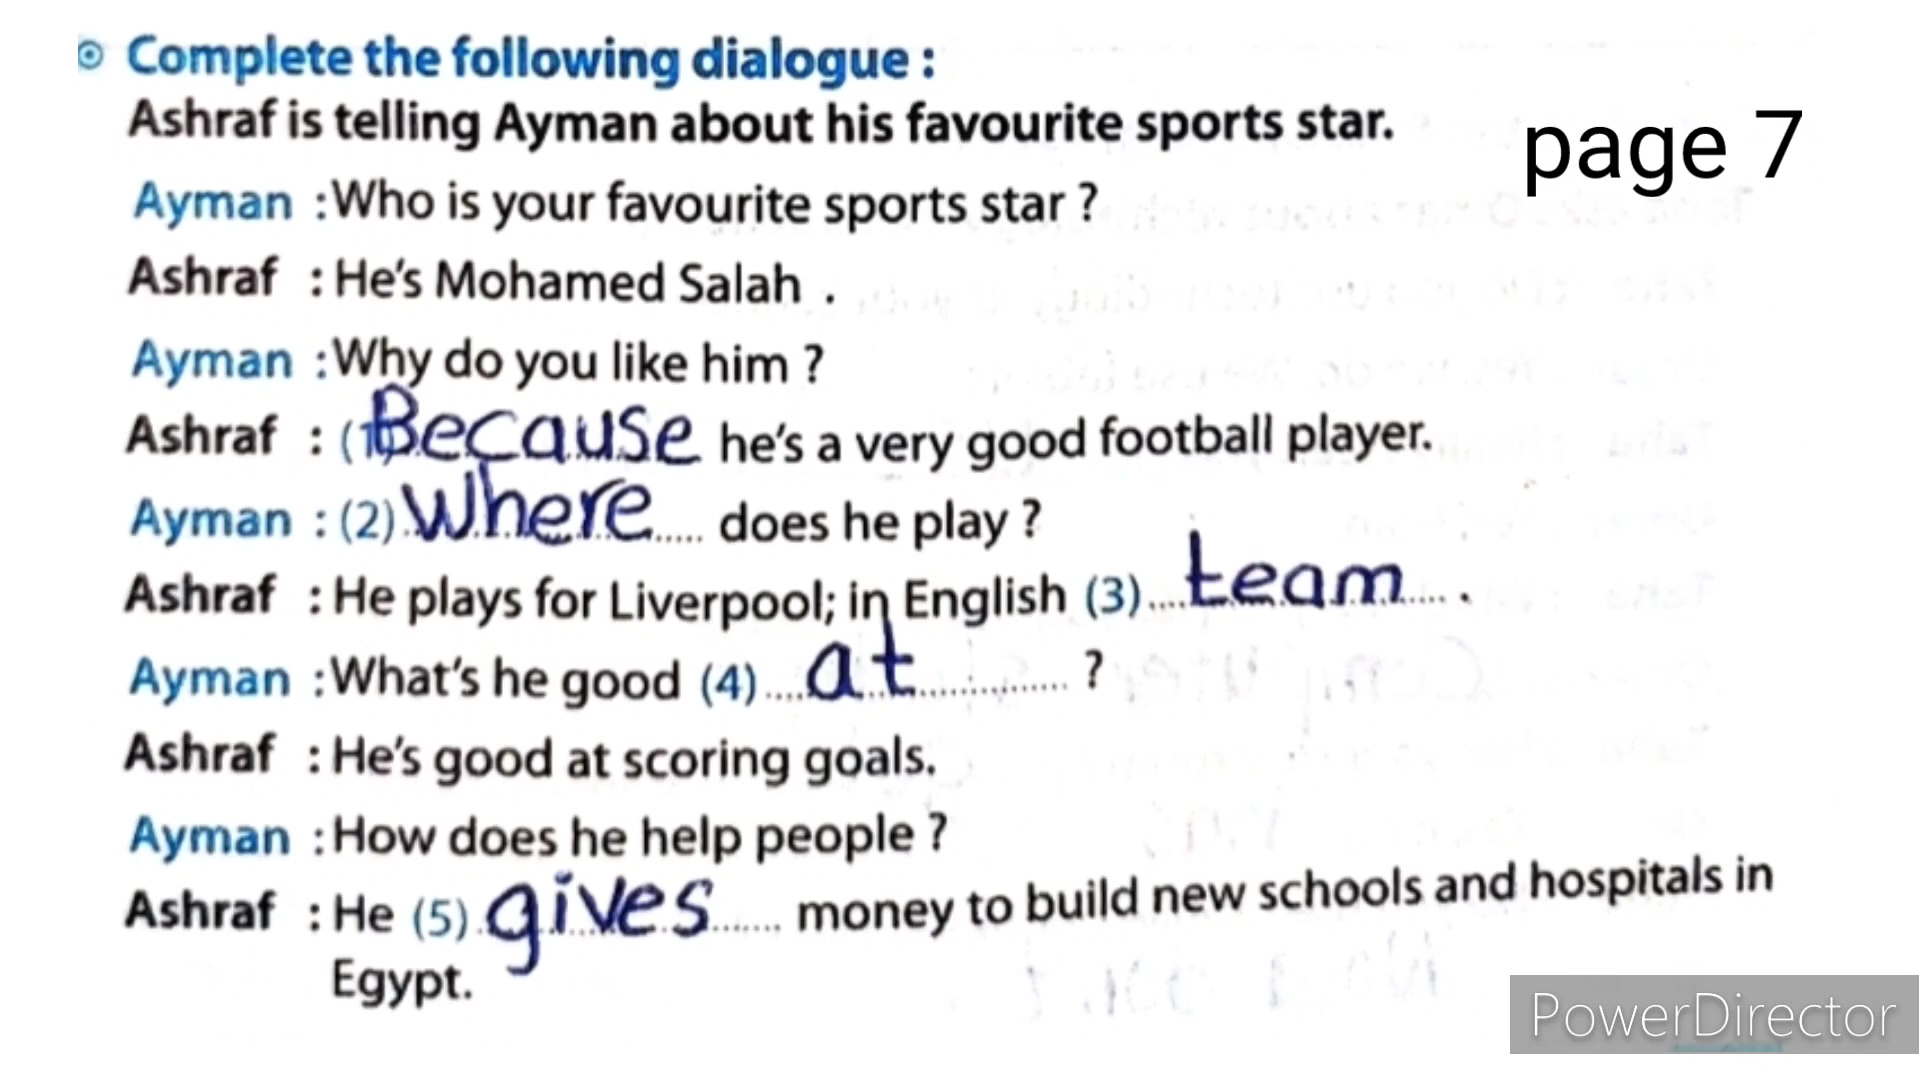 Complete the following dialogue :
Ashraf is telling Ayman about his favourite sports star.
page 7
Ayman : Who is your favourite sports star ?
Ashraf : He's Mohamed Salah .
Ayman : Why do you like him ?
Ashraf : (1) Because he's a very good football player.
Ayman : (2) Where does he play ?
Ashraf : He plays for Liverpool; in English (3) team .
Ayman : What's he good (4) at ?
Ashraf : He's good at scoring goals.
Ayman : How does he help people ?
Ashraf : He (5) gives money to build new schools and hospitals in
Egypt.
PowerDirector